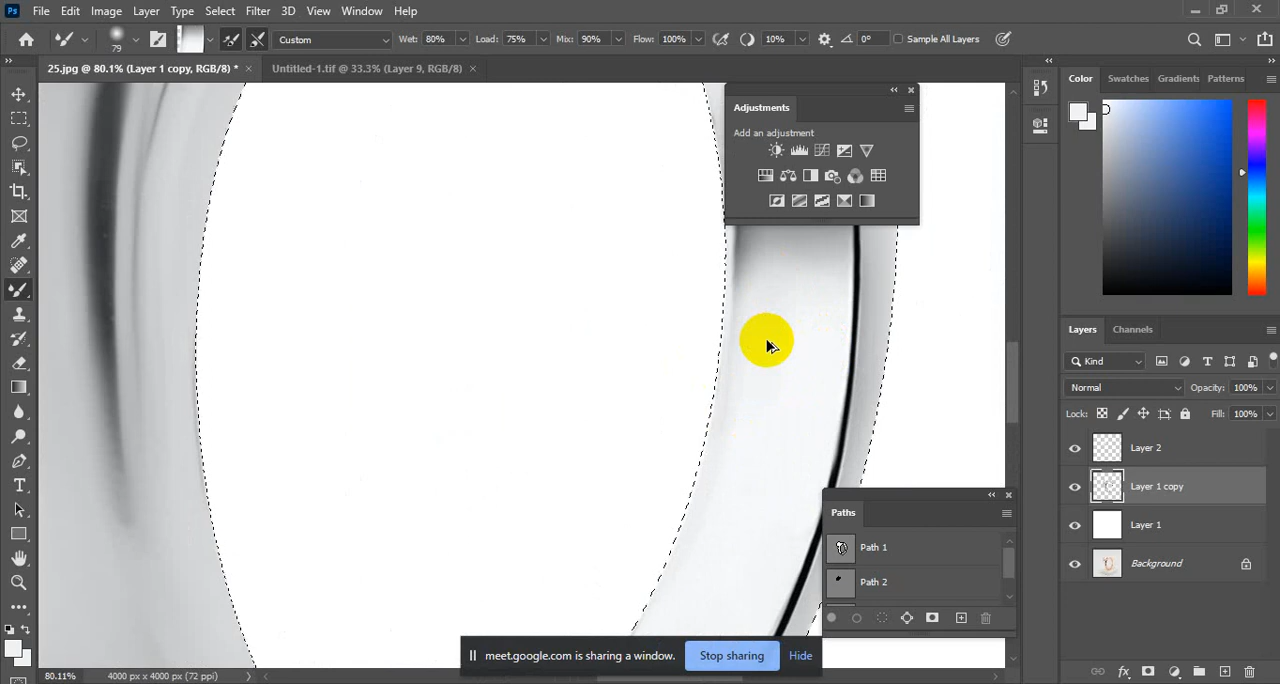 Ps File Edit Image Layer Type Select Filter 3D View Window Help
79 Custom Wet: 80% Load: 75% Mix: 90% Flow: 100% 10% 0° Sample All Layers
25.jpg @ 80.1% (Layer 1 copy, RGB/8) * × Untitled-1.tif @ 33.3% (Layer 9, RGB/8) ×
Adjustments
Add an adjustment
Color Swatches Gradients Patterns
Layers Channels
Kind
Normal Opacity: 100%
Lock: Fill: 100%
Layer 2
Layer 1 copy
Layer 1
Background
Paths
Path 1
Path 2
meet.google.com is sharing a window. Stop sharing Hide
80.11% 4000 px x 4000 px (72 ppi)